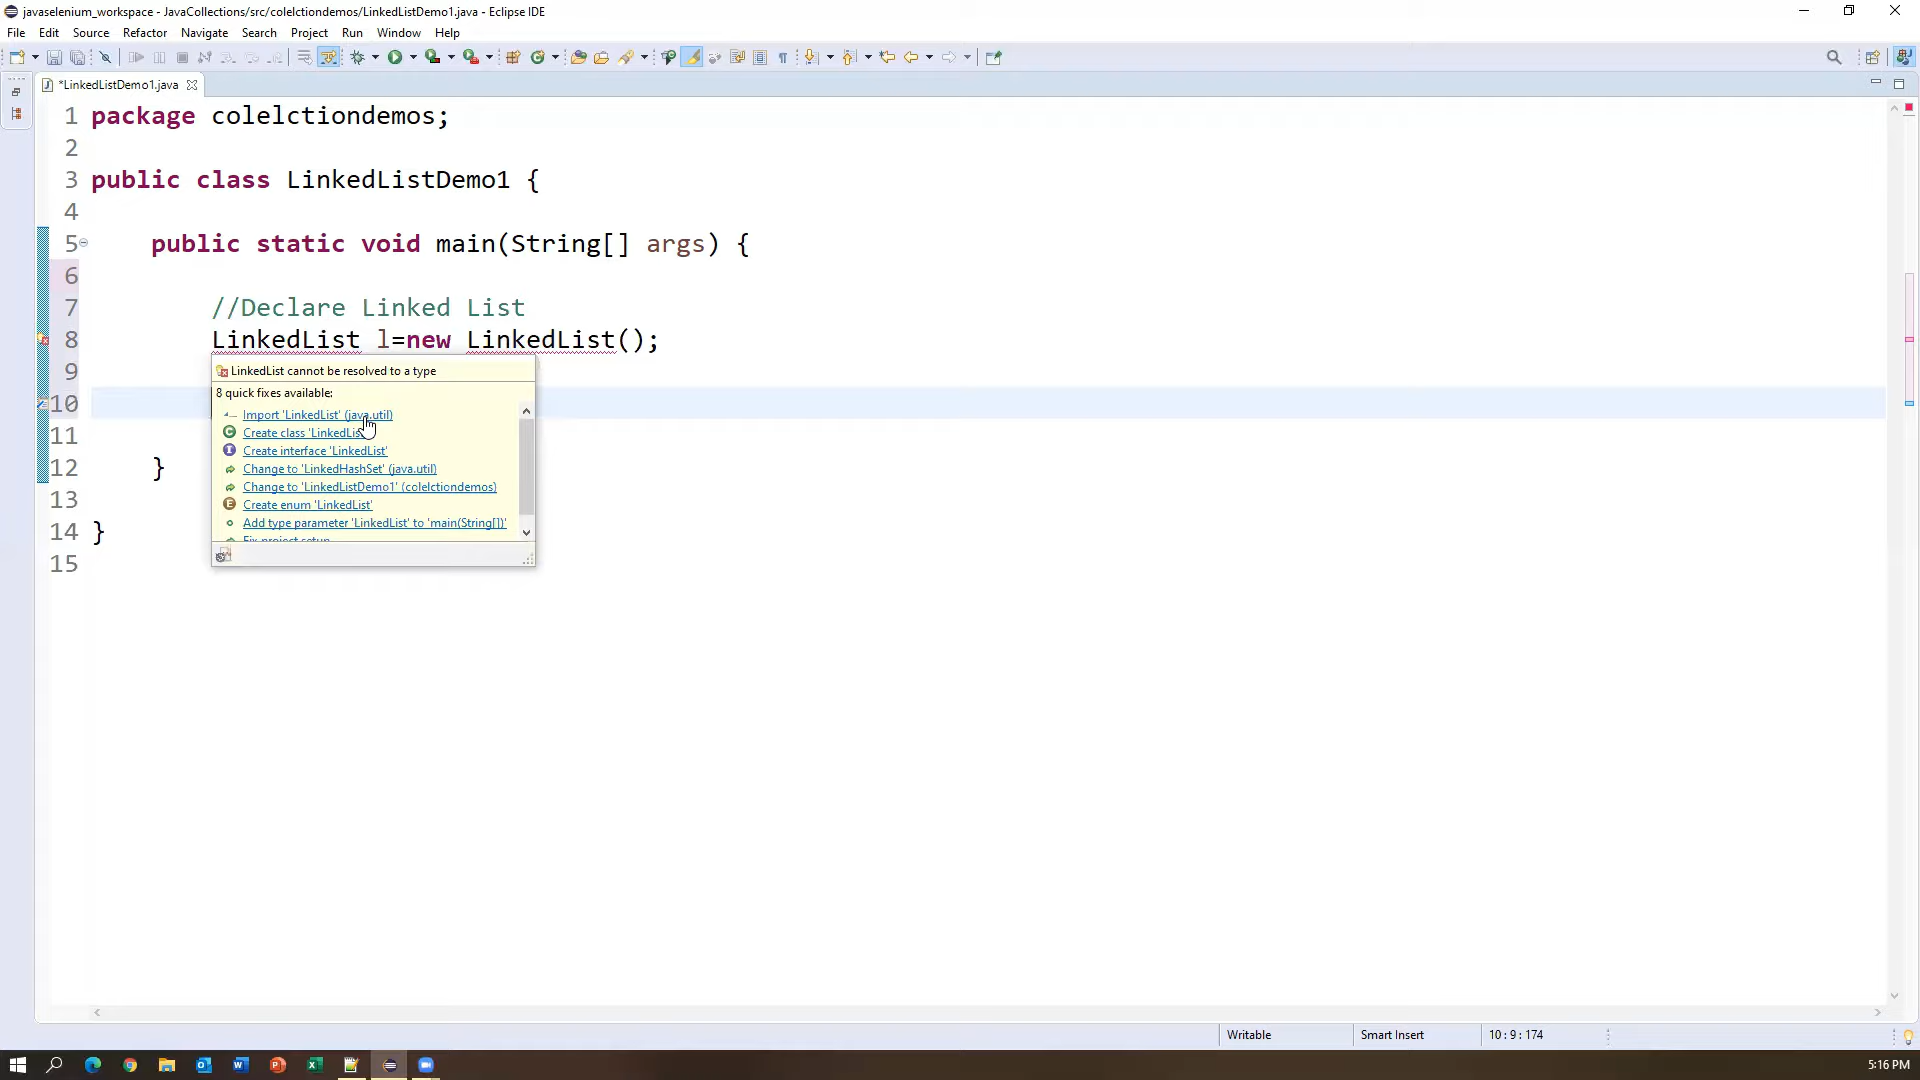 javaselenium_workspace - JavaCollections/src/colelctiondemos/LinkedListDemo1.java - Eclipse IDE
File Edit Source Refactor Navigate Search Project Run Window Help
*LinkedListDemo1.java
1 package colelctiondemos;
2
3 public class LinkedListDemo1 {
4
5 public static void main(String[] args) {
6
7 //Declare Linked List
8 LinkedList l=new LinkedList();
9
LinkedList cannot be resolved to a type
8 quick fixes available:
10
Import 'LinkedList' (java.util)
11
Create class 'LinkedList'
Create interface 'LinkedList'
12 }
Change to 'LinkedHashSet' (java.util)
Change to 'LinkedListDemo1' (colelctiondemos)
13
Create enum 'LinkedList'
Add type parameter 'LinkedList' to 'main(String[])'
14 }
Fix project setup...
15
Writable Smart Insert 10 : 9 : 174
5:16 PM